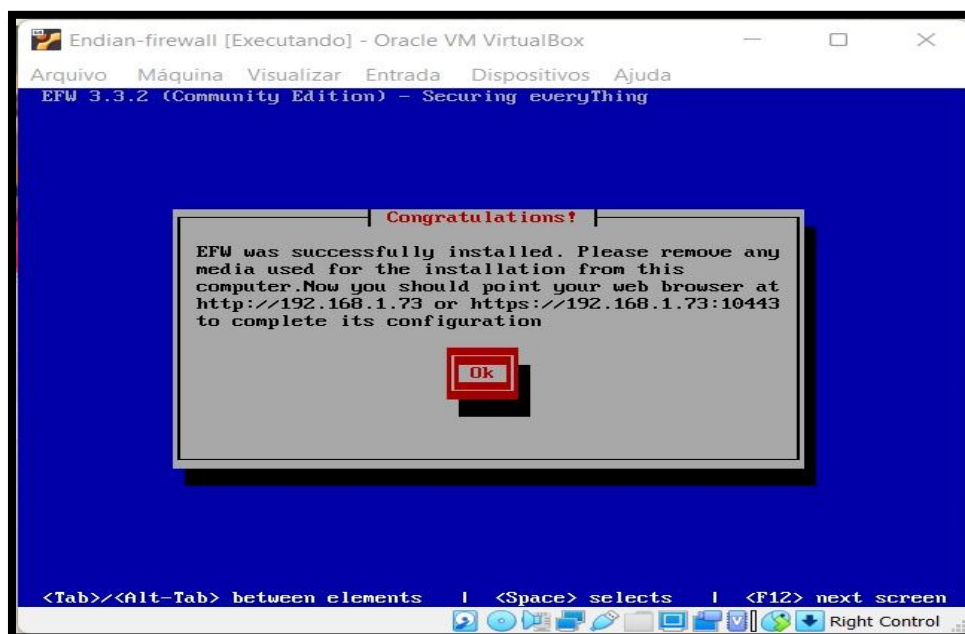 Endian-firewall [Executando] - Oracle VM VirtualBox
Arquivo Máquina Visualizar Entrada Dispositivos Ajuda
EFW 3.3.2 (Community Edition) - Securing everyThing
Congratulations!
EFW was successfully installed. Please remove any
media used for the installation from this
computer.Now you should point your web browser at
http://192.168.1.73 or https://192.168.1.73:10443
to complete its configuration
Ok
<Tab>/<Alt-Tab> between elements | <Space> selects | <F12> next screen
Right Control